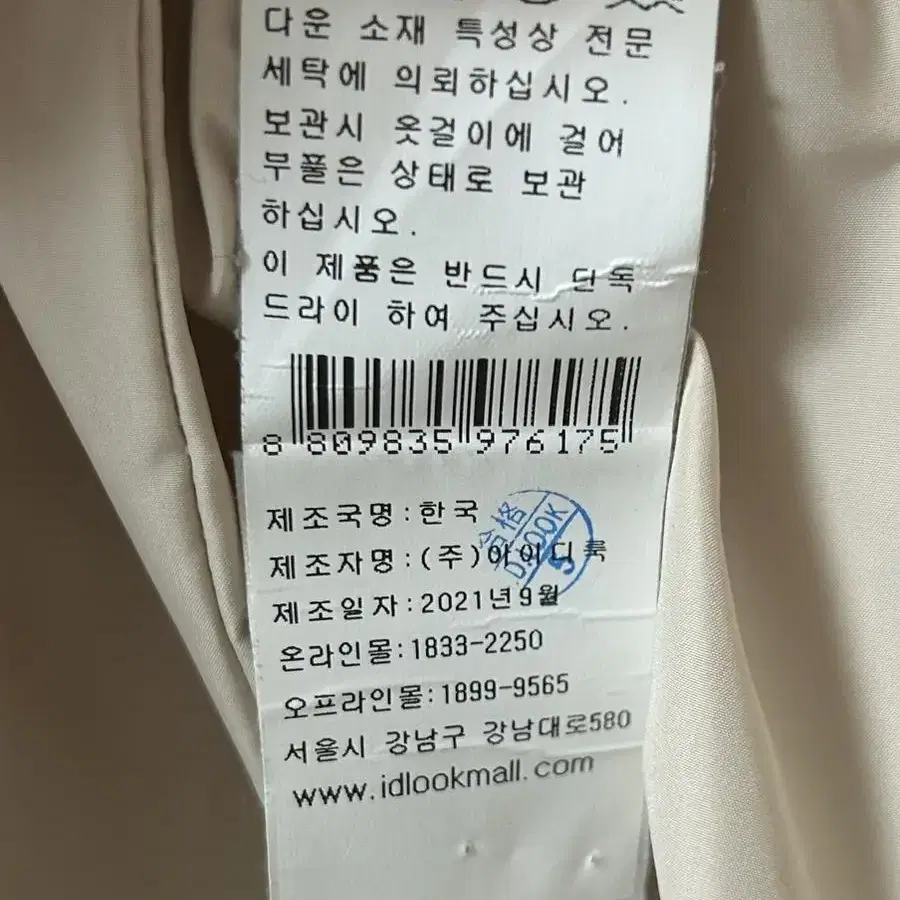 다운 소재 특성상 전문
세탁에 의뢰하십시오.
보관시 옷걸이에 걸어
부풀은 상태로 보관
하십시오.
이 제품은 반드시 단독
드라이 하여 주십시오.
8 809835 976175
제조국명:한국
제조자명:(주)아이디룩
제조일자:2021년9월
온라인몰:1833-2250
오프라인몰:1899-9565
서울시 강남구 강남대로580
www.idlookmall.com